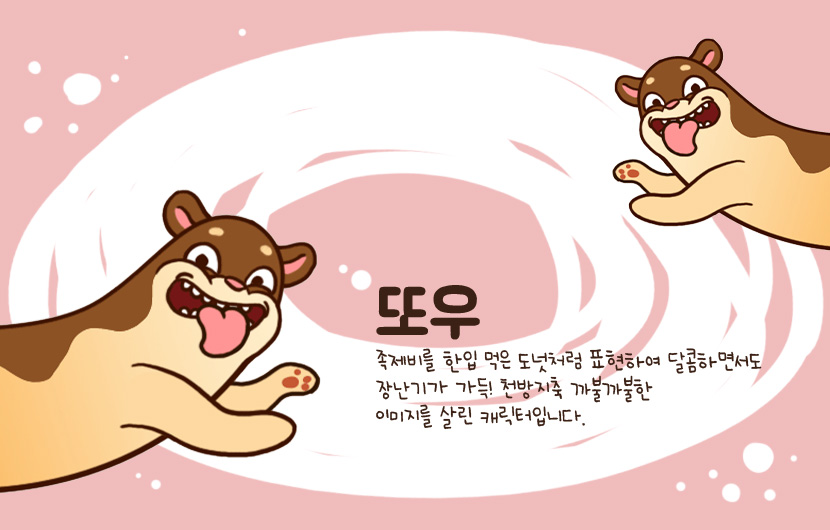 또우
족제비를 한입 먹은 도넛처럼 표현하여 달콤하면서도
장난기가 가득! 천방지축 까불까불한
이미지를 살린 캐릭터입니다.